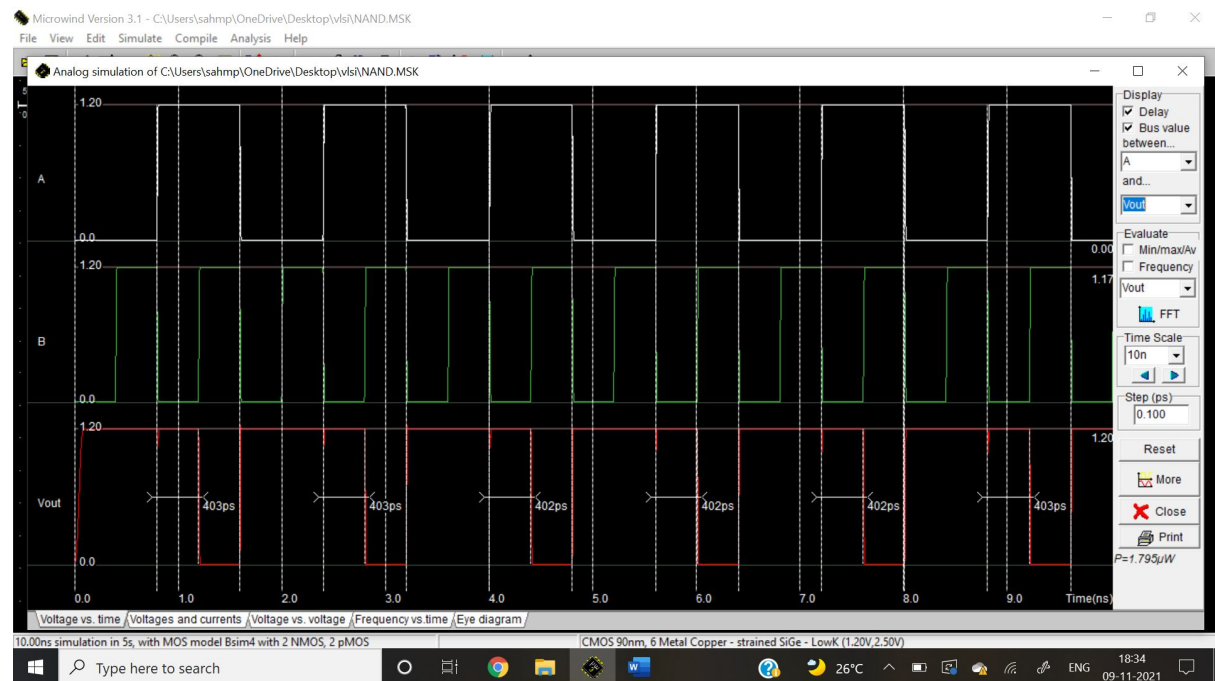 Microwind Version 3.1 - C:\Users\sahmp\OneDrive\Desktop\vlsi\NAND.MSK
File View Edit Simulate Compile Analysis Help
Analog simulation of C:\Users\sahmp\OneDrive\Desktop\vlsi\NAND.MSK
1.20
A
0.0
0.00
1.20
1.17
B
0.0
1.20
1.20
Vout
403ps 403ps 402ps 402ps 402ps 403ps
0.0
0.0 1.0 2.0 3.0 4.0 5.0 6.0 7.0 8.0 9.0 Time(ns)
Display
Delay
Bus value
between...
A
and...
Vout
Evaluate
Min/max/Av
Frequency
Vout
FFT
Time Scale
10n
Step (ps)
0.100
Reset
More
Close
Print
P=1.795µW
Voltage vs. time Voltages and currents Voltage vs. voltage Frequency vs.time Eye diagram
10.00ns simulation in 5s, with MOS model Bsim4 with 2 NMOS, 2 pMOS CMOS 90nm, 6 Metal Copper - strained SiGe - LowK (1.20V,2.50V)
Type here to search 26°C ENG 18:34
09-11-2021